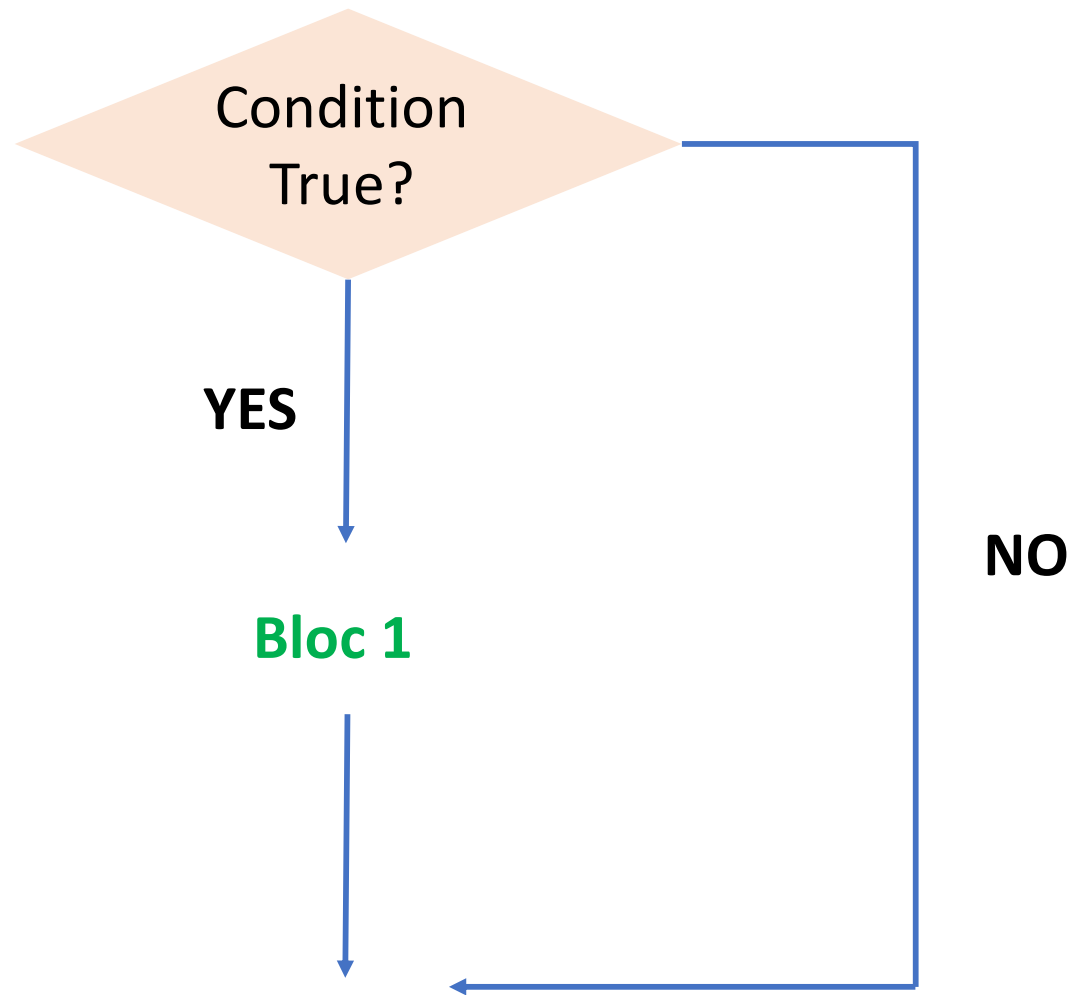 Condition
True?
YES
NO
Bloc 1